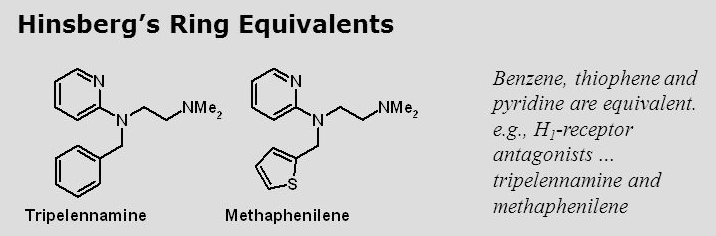 Hinsberg's Ring Equivalents
N
N
NMe2
Tripelennamine
N
N
NMe2
S
Methaphenilene
Benzene, thiophene and
pyridine are equivalent.
e.g., H1-receptor
antagonists ...
tripelennamine and
methaphenilene